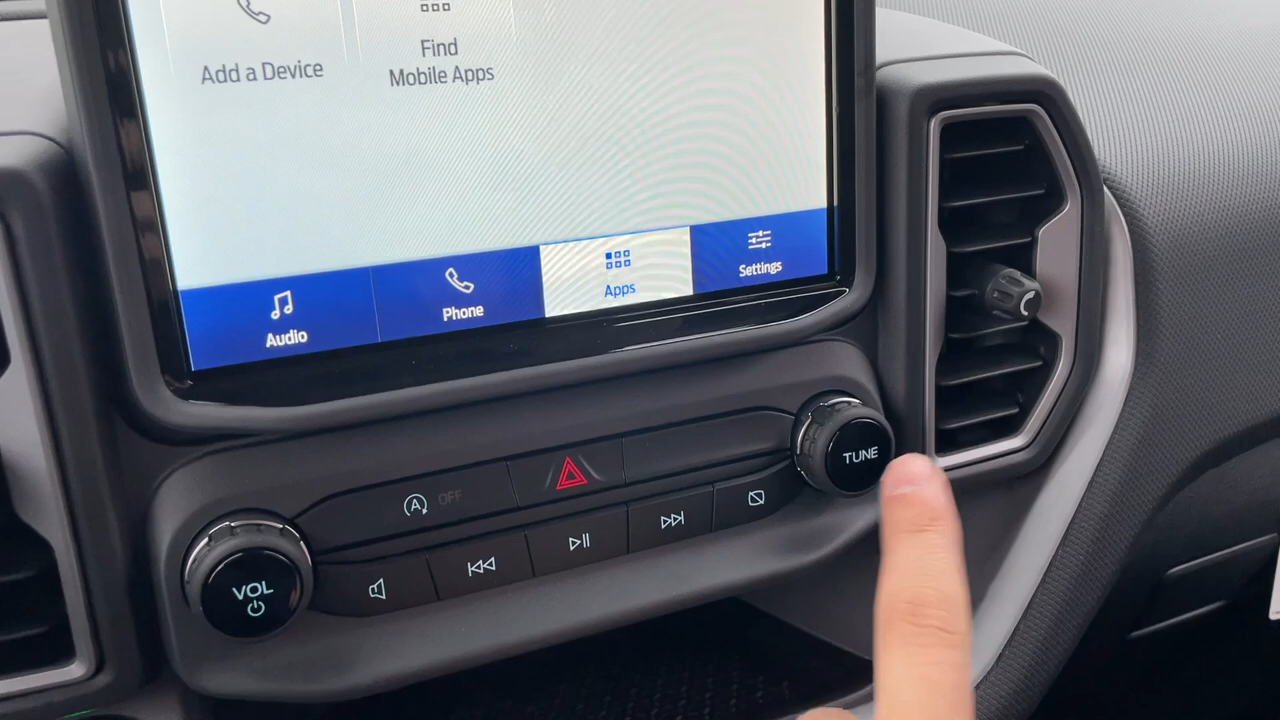 Add a Device
Find
Mobile Apps
Audio
Phone
Apps
Settings
TUNE
A OFF
VOL